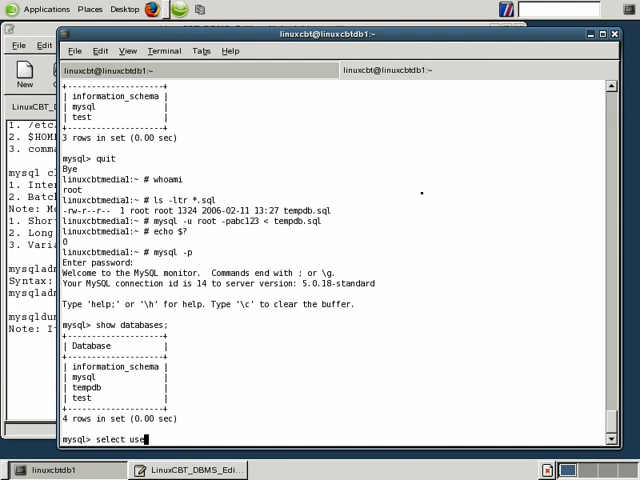 Applications Places Desktop
linuxcbt@linuxcbtdb1:~
File Edit View Terminal Tabs Help
linuxcbt@linuxcbtdb1:~ linuxcbt@linuxcbtdb1:~
+--------------------+
| information_schema |
| mysql |
| test |
+--------------------+
3 rows in set (0.00 sec)
mysql> quit
Bye
linuxcbtmedia1:~ # whoami
root
linuxcbtmedia1:~ # ls -ltr *.sql
-rw-r--r-- 1 root root 1324 2006-02-11 13:27 tempdb.sql
linuxcbtmedia1:~ # mysql -u root -pabc123 < tempdb.sql
linuxcbtmedia1:~ # echo $?
0
linuxcbtmedia1:~ # mysql -p
Enter password:
Welcome to the MySQL monitor. Commands end with ; or \g.
Your MySQL connection id is 14 to server version: 5.0.18-standard
Type 'help;' or '\h' for help. Type '\c' to clear the buffer.
mysql> show databases;
+--------------------+
| Database |
+--------------------+
| information_schema |
| mysql |
| tempdb |
| test |
+--------------------+
4 rows in set (0.00 sec)
mysql> select use
File Edit
New
LinuxCBT_D
1. /etc
2. $HOM
3. comma
mysql cl
1. Inter
2. Batc
Note: Mo
1. Short
2. Long
3. Varia
mysqladm
Syntax:
mysqladm
mysqldum
Note: I
linuxcbtdb1 LinuxCBT_DBMS_Edi...